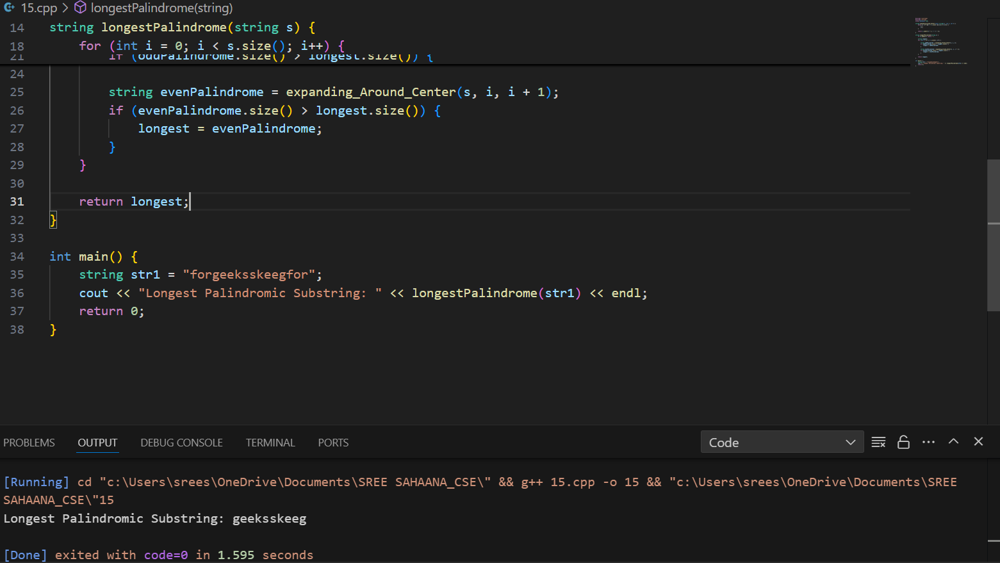 15.cpp > longestPalindrome(string)
14 string longestPalindrome(string s) {
18 for (int i = 0; i < s.size(); i++) {
21 if (oddPalindrome.size() > longest.size()) {
24
25 string evenPalindrome = expanding_Around_Center(s, i, i + 1);
26 if (evenPalindrome.size() > longest.size()) {
27 longest = evenPalindrome;
28 }
29 }
30
31 return longest;
32 }
33
34 int main() {
35 string str1 = "forgeeksskeegfor";
36 cout << "Longest Palindromic Substring: " << longestPalindrome(str1) << endl;
37 return 0;
38 }
PROBLEMS OUTPUT DEBUG CONSOLE TERMINAL PORTS Code
[Running] cd "c:\Users\srees\OneDrive\Documents\SREE SAHAANA_CSE\" && g++ 15.cpp -o 15 && "c:\Users\srees\OneDrive\Documents\SREE
SAHAANA_CSE\"15
Longest Palindromic Substring: geeksskeeg
[Done] exited with code=0 in 1.595 seconds